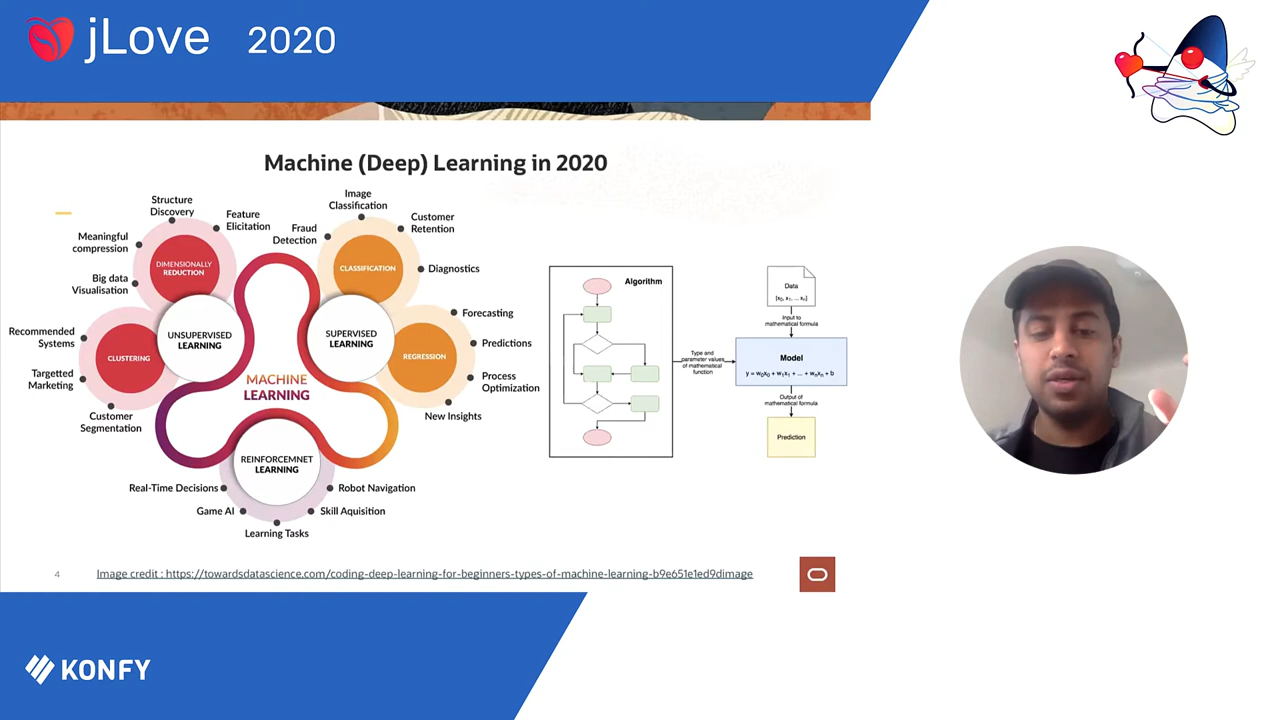 jLove 2020
Machine (Deep) Learning in 2020
Structure
Discovery
Feature
Elicitation
Meaningful
compression
Big data
Visualisation
DIMENSIONALLY
REDUCTION
Recommended
Systems
Targetted
Marketing
Customer
Segmentation
CLUSTERING
UNSUPERVISED
LEARNING
Image
Classification
Fraud
Detection
Customer
Retention
Diagnostics
CLASSIFICATION
SUPERVISED
LEARNING
Forecasting
Predictions
Process
Optimization
New Insights
REGRESSION
MACHINE
LEARNING
REINFORCEMNET
LEARNING
Real-Time Decisions
Game AI
Learning Tasks
Skill Aquisition
Robot Navigation
Algorithm
Type and
parameter values
of mathematical
function
Data
[x₀, x₁, ... xₙ]
Input to
mathematical formula
Model
y = w₀x₀ + w₁x₁ + ... + wₙxₙ + b
Output of
mathematical formula
Prediction
4
Image credit : https://towardsdatascience.com/coding-deep-learning-for-beginners-types-of-machine-learning-b9e651e1ed9dimage
KONFY